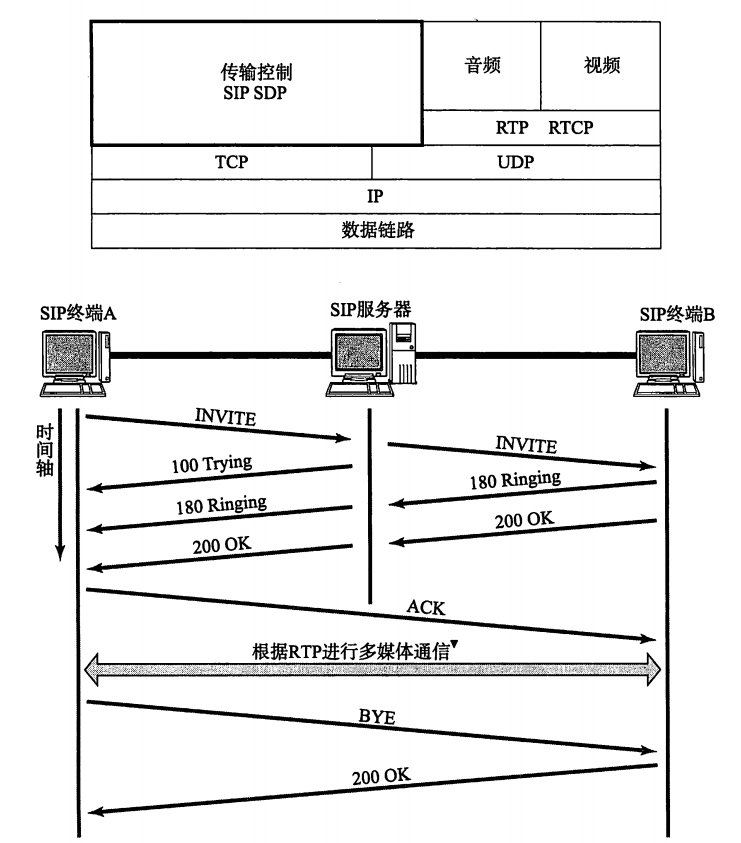 传输控制
SIP SDP
音频
视频
RTP RTCP
TCP
UDP
IP
数据链路
SIP终端A
SIP服务器
SIP终端B
时间轴
INVITE
INVITE
100 Trying
180 Ringing
180 Ringing
200 OK
200 OK
ACK
根据RTP进行多媒体通信▼
BYE
200 OK